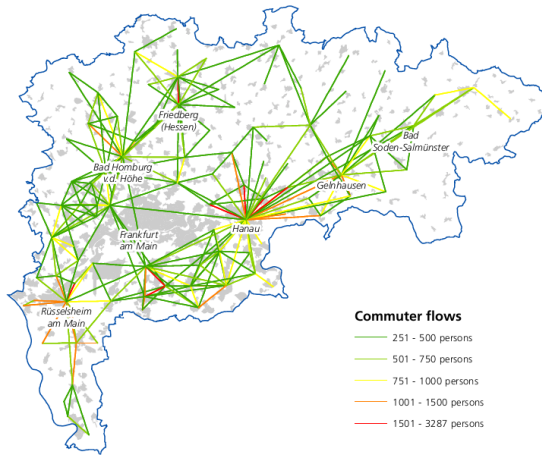 Friedberg
(Hessen)
Bad
Soden-Salmünster
Bad Homburg
v.d. Höhe
Gelnhausen
Hanau
Frankfurt
am Main
Rüsselsheim
am Main
Commuter flows
251 - 500 persons
501 - 750 persons
751 - 1000 persons
1001 - 1500 persons
1501 - 3287 persons